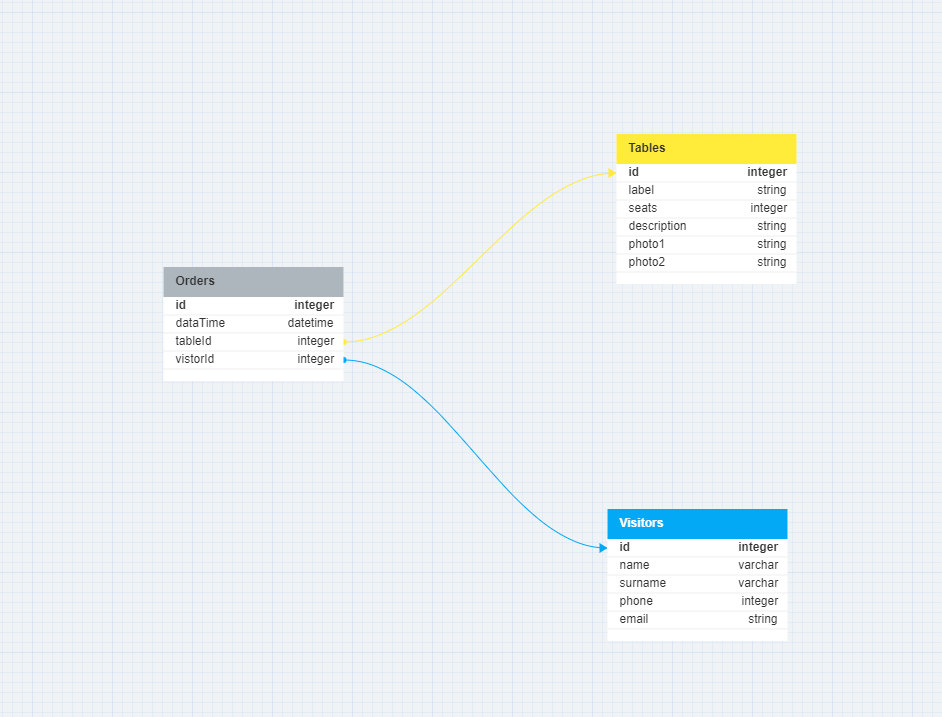 Tables
id integer
label string
seats integer
description string
photo1 string
photo2 string
Orders
id integer
dataTime datetime
tableId integer
vistorId integer
Visitors
id integer
name varchar
surname varchar
phone integer
email string